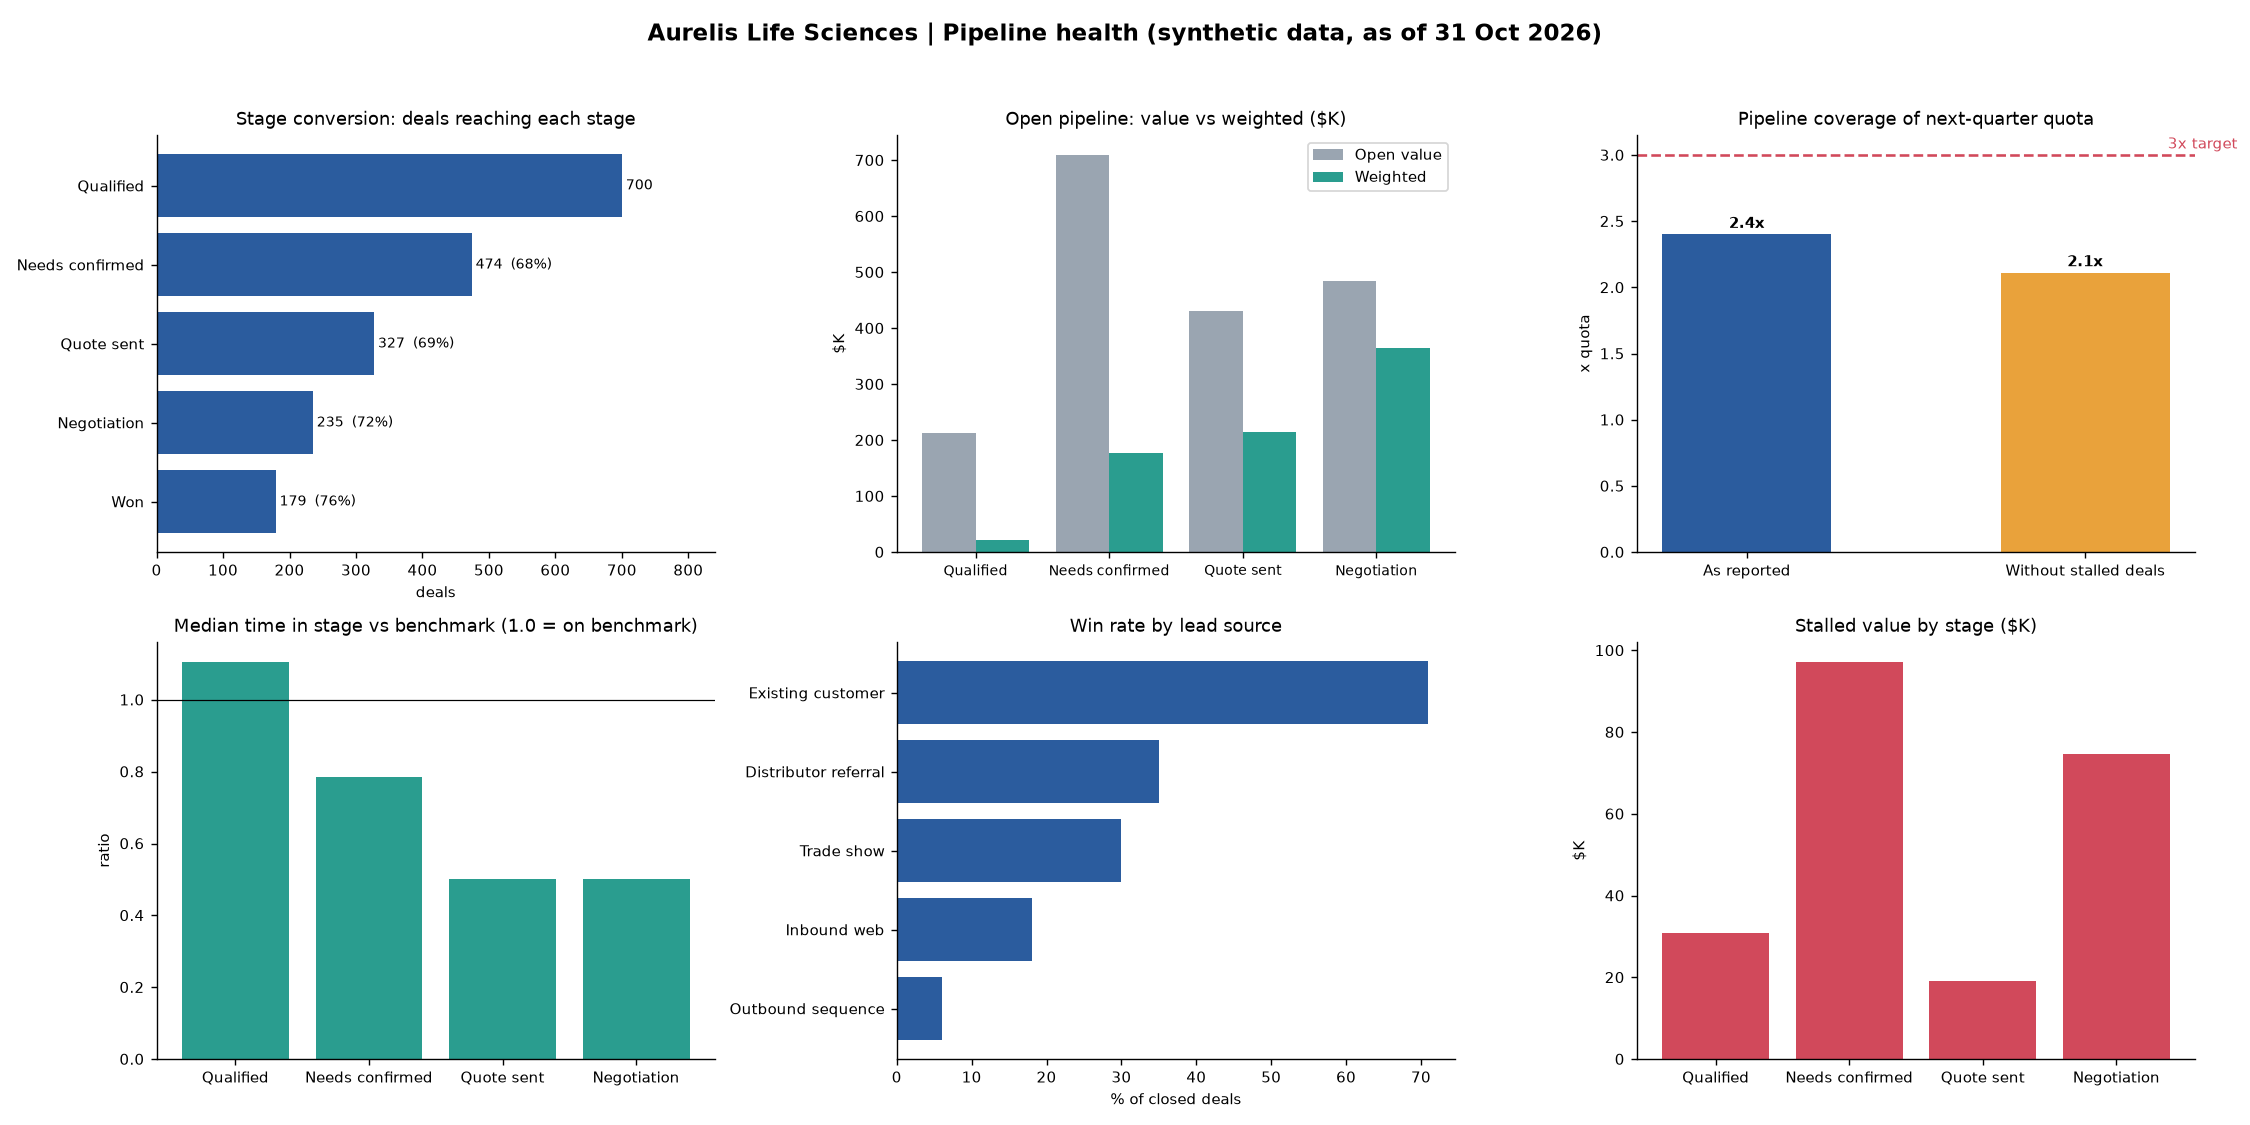 Aurelis Life Sciences | Pipeline health (synthetic data, as of 31 Oct 2026)
Stage conversion: deals reaching each stage
Qualified
700
Needs confirmed
474 (68%)
Quote sent
327 (69%)
Negotiation
235 (72%)
Won
179 (76%)
0 100 200 300 400 500 600 700 800
deals
Open pipeline: value vs weighted ($K)
Open value
Weighted
700
600
500
400
300
200
100
0
$K
Qualified Needs confirmed Quote sent Negotiation
Pipeline coverage of next-quarter quota
3x target
3.0
2.5
2.0
1.5
1.0
0.5
0.0
x quota
2.4x
2.1x
As reported Without stalled deals
Median time in stage vs benchmark (1.0 = on benchmark)
1.0
0.8
0.6
0.4
0.2
0.0
ratio
Qualified Needs confirmed Quote sent Negotiation
Win rate by lead source
Existing customer
Distributor referral
Trade show
Inbound web
Outbound sequence
0 10 20 30 40 50 60 70
% of closed deals
Stalled value by stage ($K)
100
80
60
40
20
0
$K
Qualified Needs confirmed Quote sent Negotiation